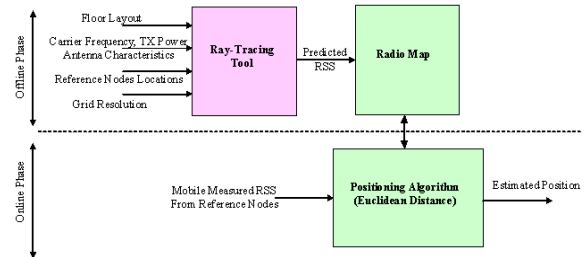 Offline Phase
Floor Layout
Carrier Frequency, TX Power
Antenna Characteristics
Reference Nodes Locations
Grid Resolution
Ray-Tracing
Tool
Predicted
RSS
Radio Map
Online Phase
Mobile Measured RSS
From Reference Nodes
Positioning Algorithm
(Euclidean Distance)
Estimated Position